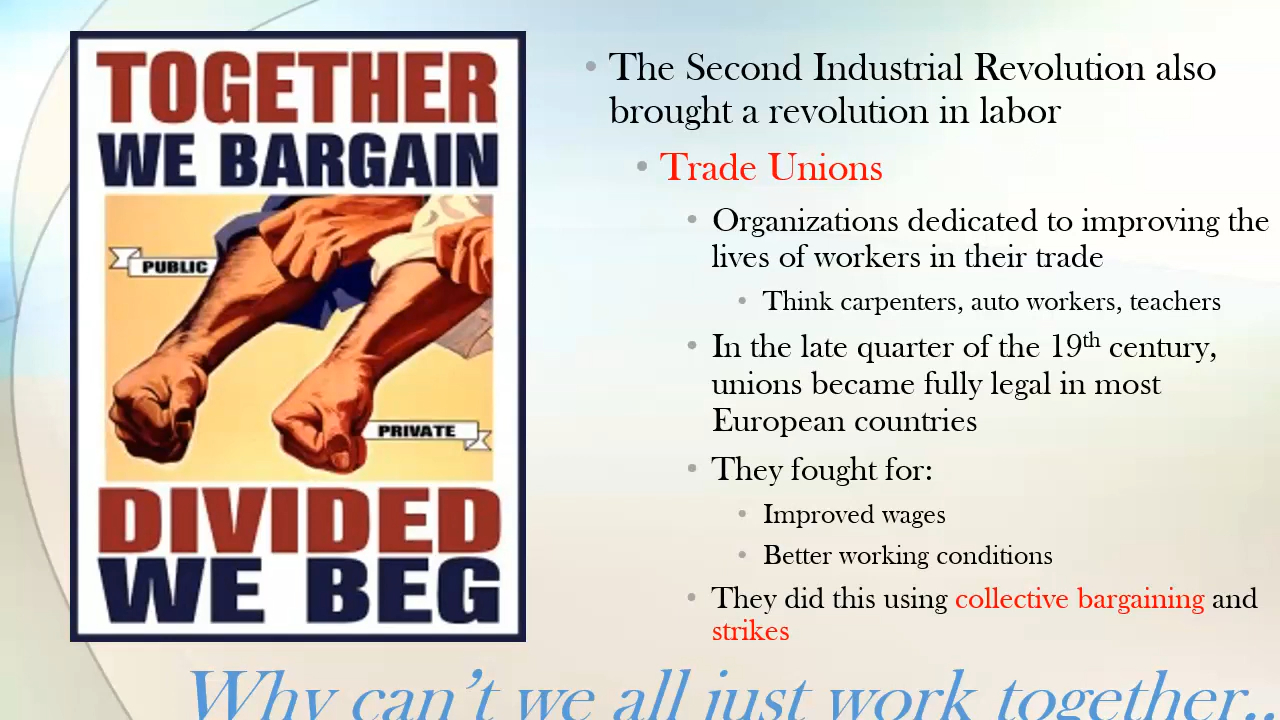 TOGETHER
WE BARGAIN
PUBLIC
PRIVATE
DIVIDED
WE BEG
• The Second Industrial Revolution also
brought a revolution in labor
• Trade Unions
• Organizations dedicated to improving the
lives of workers in their trade
• Think carpenters, auto workers, teachers
• In the late quarter of the 19th century,
unions became fully legal in most
European countries
• They fought for:
• Improved wages
• Better working conditions
• They did this using collective bargaining and
strikes
Why can't we all just work together..